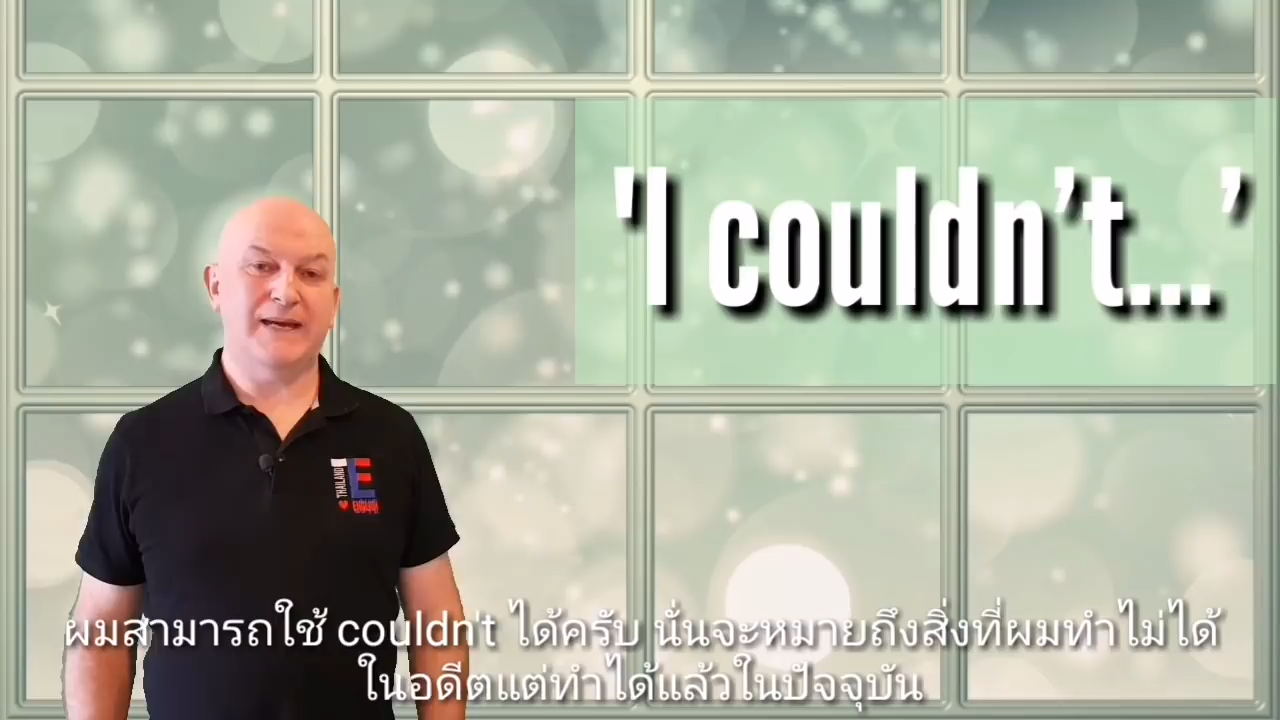 'I couldn’t...’
THAILAND
E
ENGLISH
ผมสามารถใช้ couldn't ได้ครับ นั่นจะหมายถึงสิ่งที่ผมทำไม่ได้
ในอดีตแต่ทำได้แล้วในปัจจุบัน